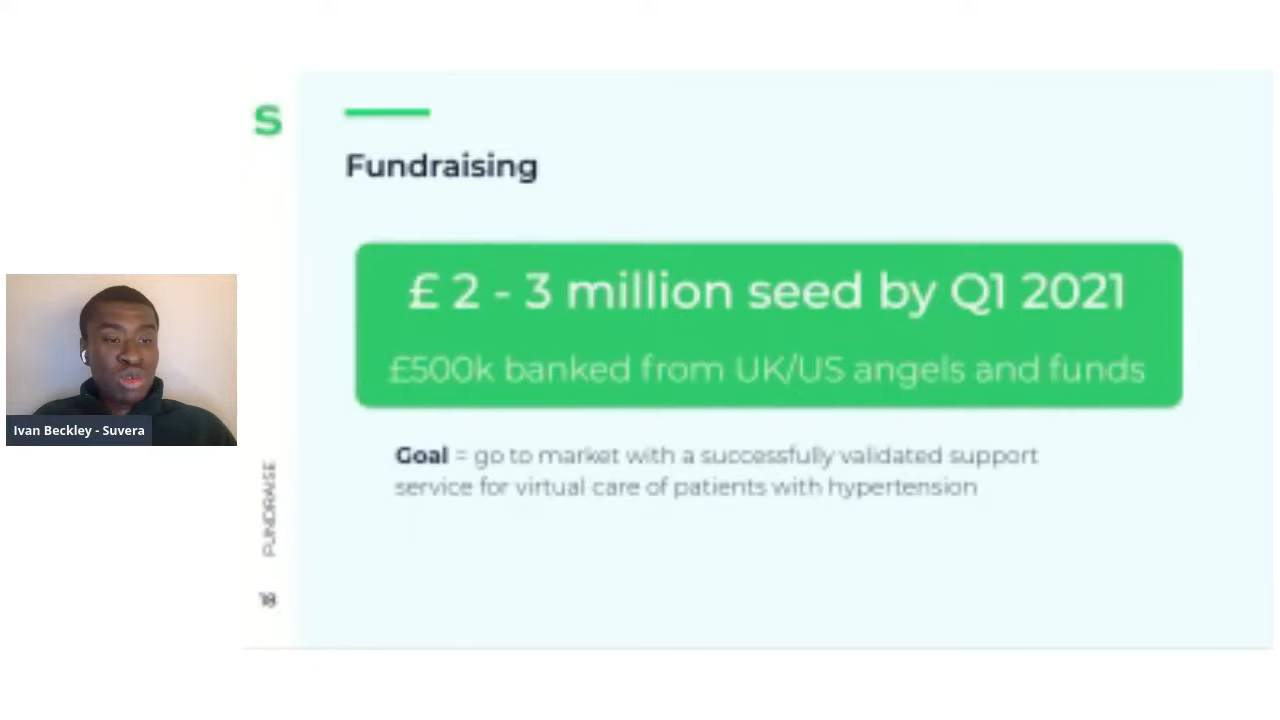 S
Fundraising
£ 2 - 3 million seed by Q1 2021
£500k banked from UK/US angels and funds
Goal = go to market with a successfully validated support
service for virtual care of patients with hypertension
Ivan Beckley - Suvera
FUNDRAISE
18